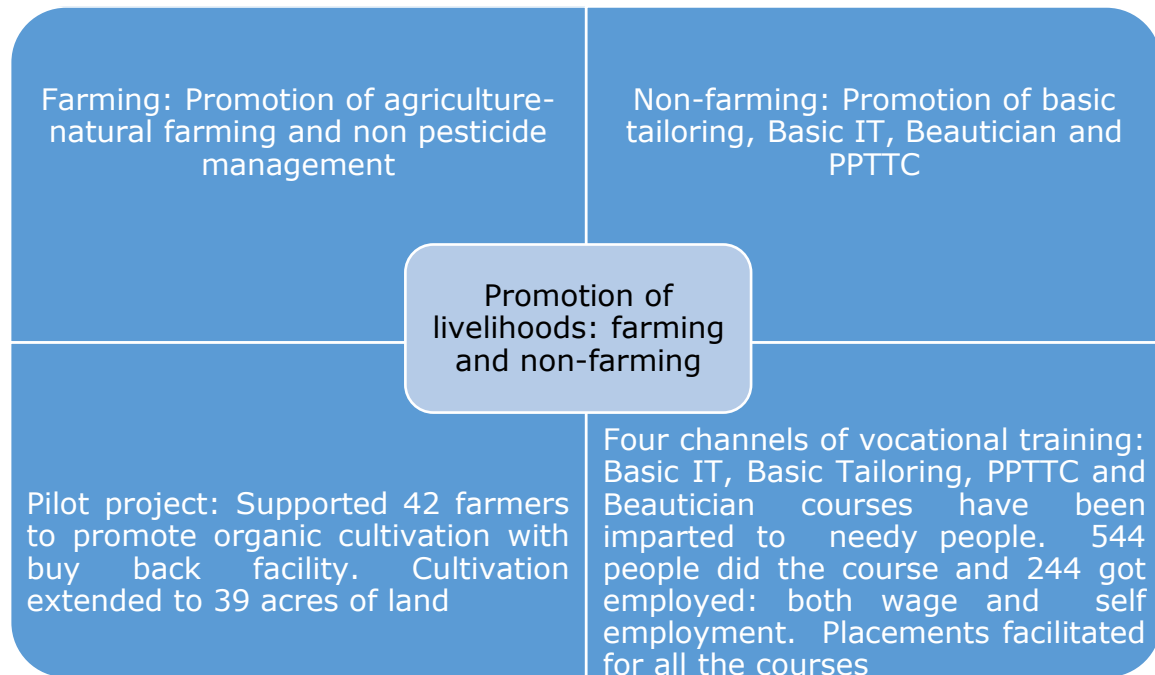 Farming: Promotion of agriculture-
natural farming and non pesticide
management
Non-farming: Promotion of basic
tailoring, Basic IT, Beautician and
PPTTC
Promotion of
livelihoods: farming
and non-farming
Pilot project: Supported 42 farmers
to promote organic cultivation with
buy back facility. Cultivation
extended to 39 acres of land
Four channels of vocational training:
Basic IT, Basic Tailoring, PPTTC and
Beautician courses have been
imparted to needy people. 544
people did the course and 244 got
employed: both wage and self
employment. Placements facilitated
for all the courses